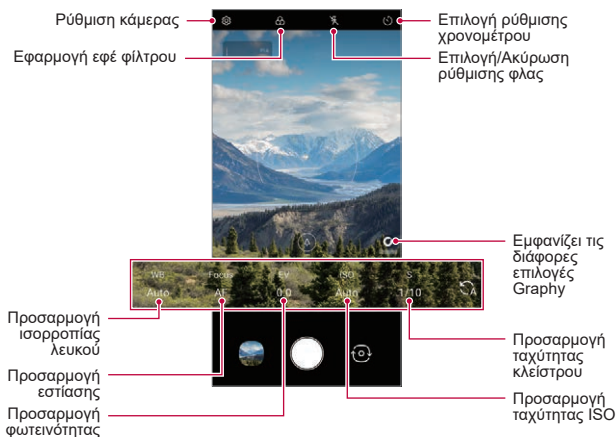 Ρύθμιση κάμερας
Εφαρμογή εφέ φίλτρου
Επιλογή ρύθμισης
χρονομέτρου
Επιλογή/Ακύρωση
ρύθμισης φλας
Εμφανίζει τις
διάφορες
επιλογές
Graphy
WB Focus EV ISO S
Auto AF 0.0 Auto 1/10 A
Προσαρμογή
ισορροπίας
λευκού
Προσαρμογή
εστίασης
Προσαρμογή
φωτεινότητας
Προσαρμογή
ταχύτητας
κλείστρου
Προσαρμογή
ταχύτητας ISO